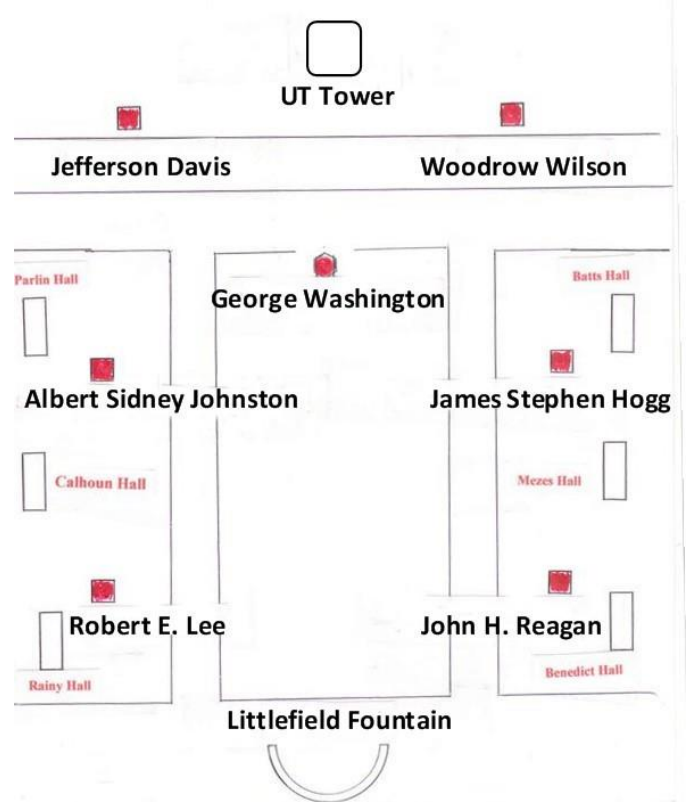 UT Tower
Jefferson Davis
Woodrow Wilson
Parlin Hall
Batts Hall
George Washington
Albert Sidney Johnston
James Stephen Hogg
Calhoun Hall
Mezes Hall
Robert E. Lee
John H. Reagan
Rainy Hall
Benedict Hall
Littlefield Fountain